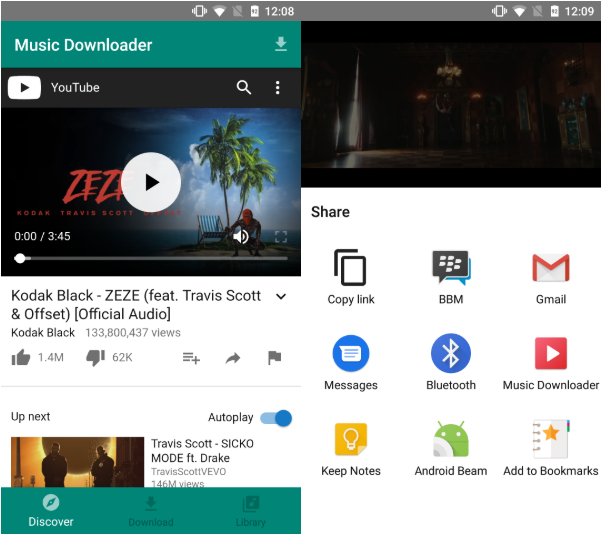 12:08
Music Downloader
YouTube
ZEZE
KODAK TRAVIS SCOTT OFFSET
0:00 / 3:45
Kodak Black - ZEZE (feat. Travis Scott
& Offset) [Official Audio]
Kodak Black 133,800,437 views
1.4M 62K
Up next Autoplay
Travis Scott - SICKO
MODE ft. Drake
TravisScottVEVO
146M views
Discover Download Library
92 12:09
Share
Copy link BBM Gmail
Messages Bluetooth Music Downloader
Keep Notes Android Beam Add to Bookmarks